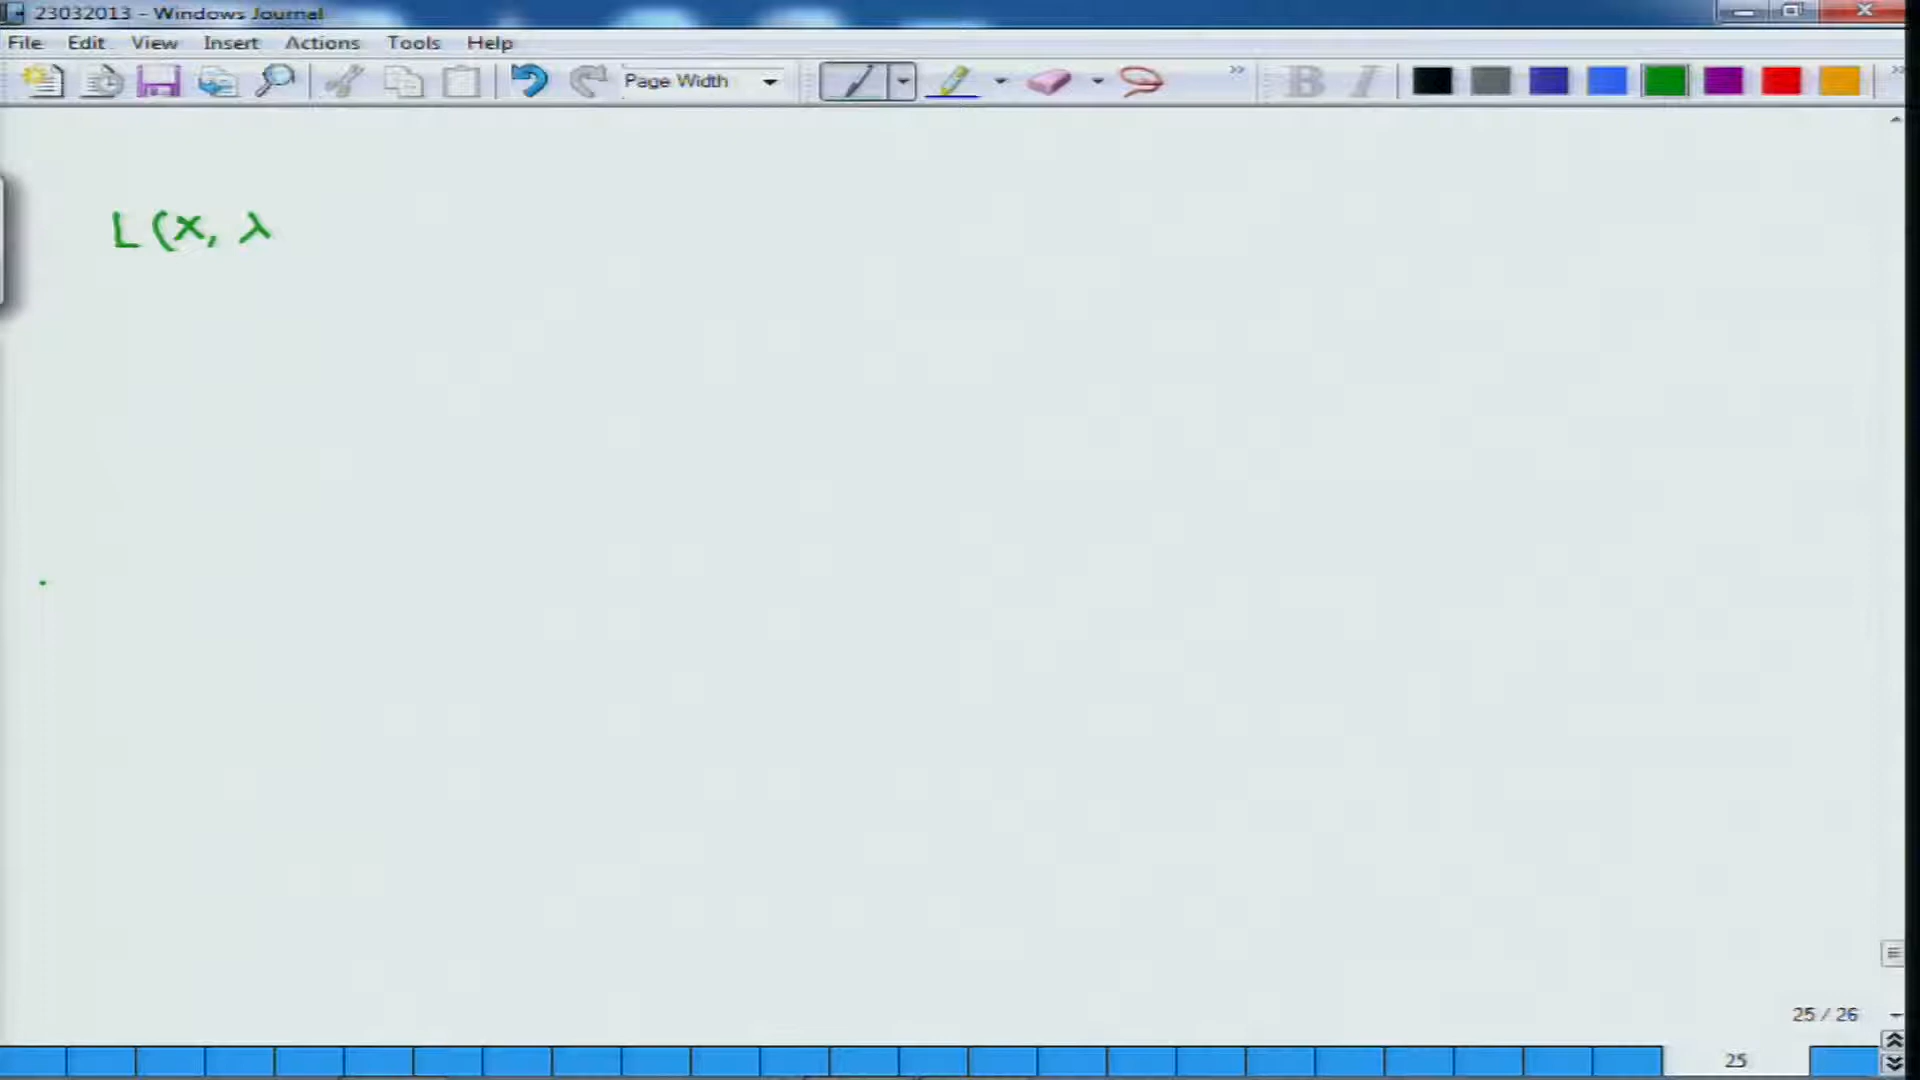 23032013 - Windows Journal
File Edit View Insert Actions Tools Help
Page Width B I
L (x, λ
25 / 26
25